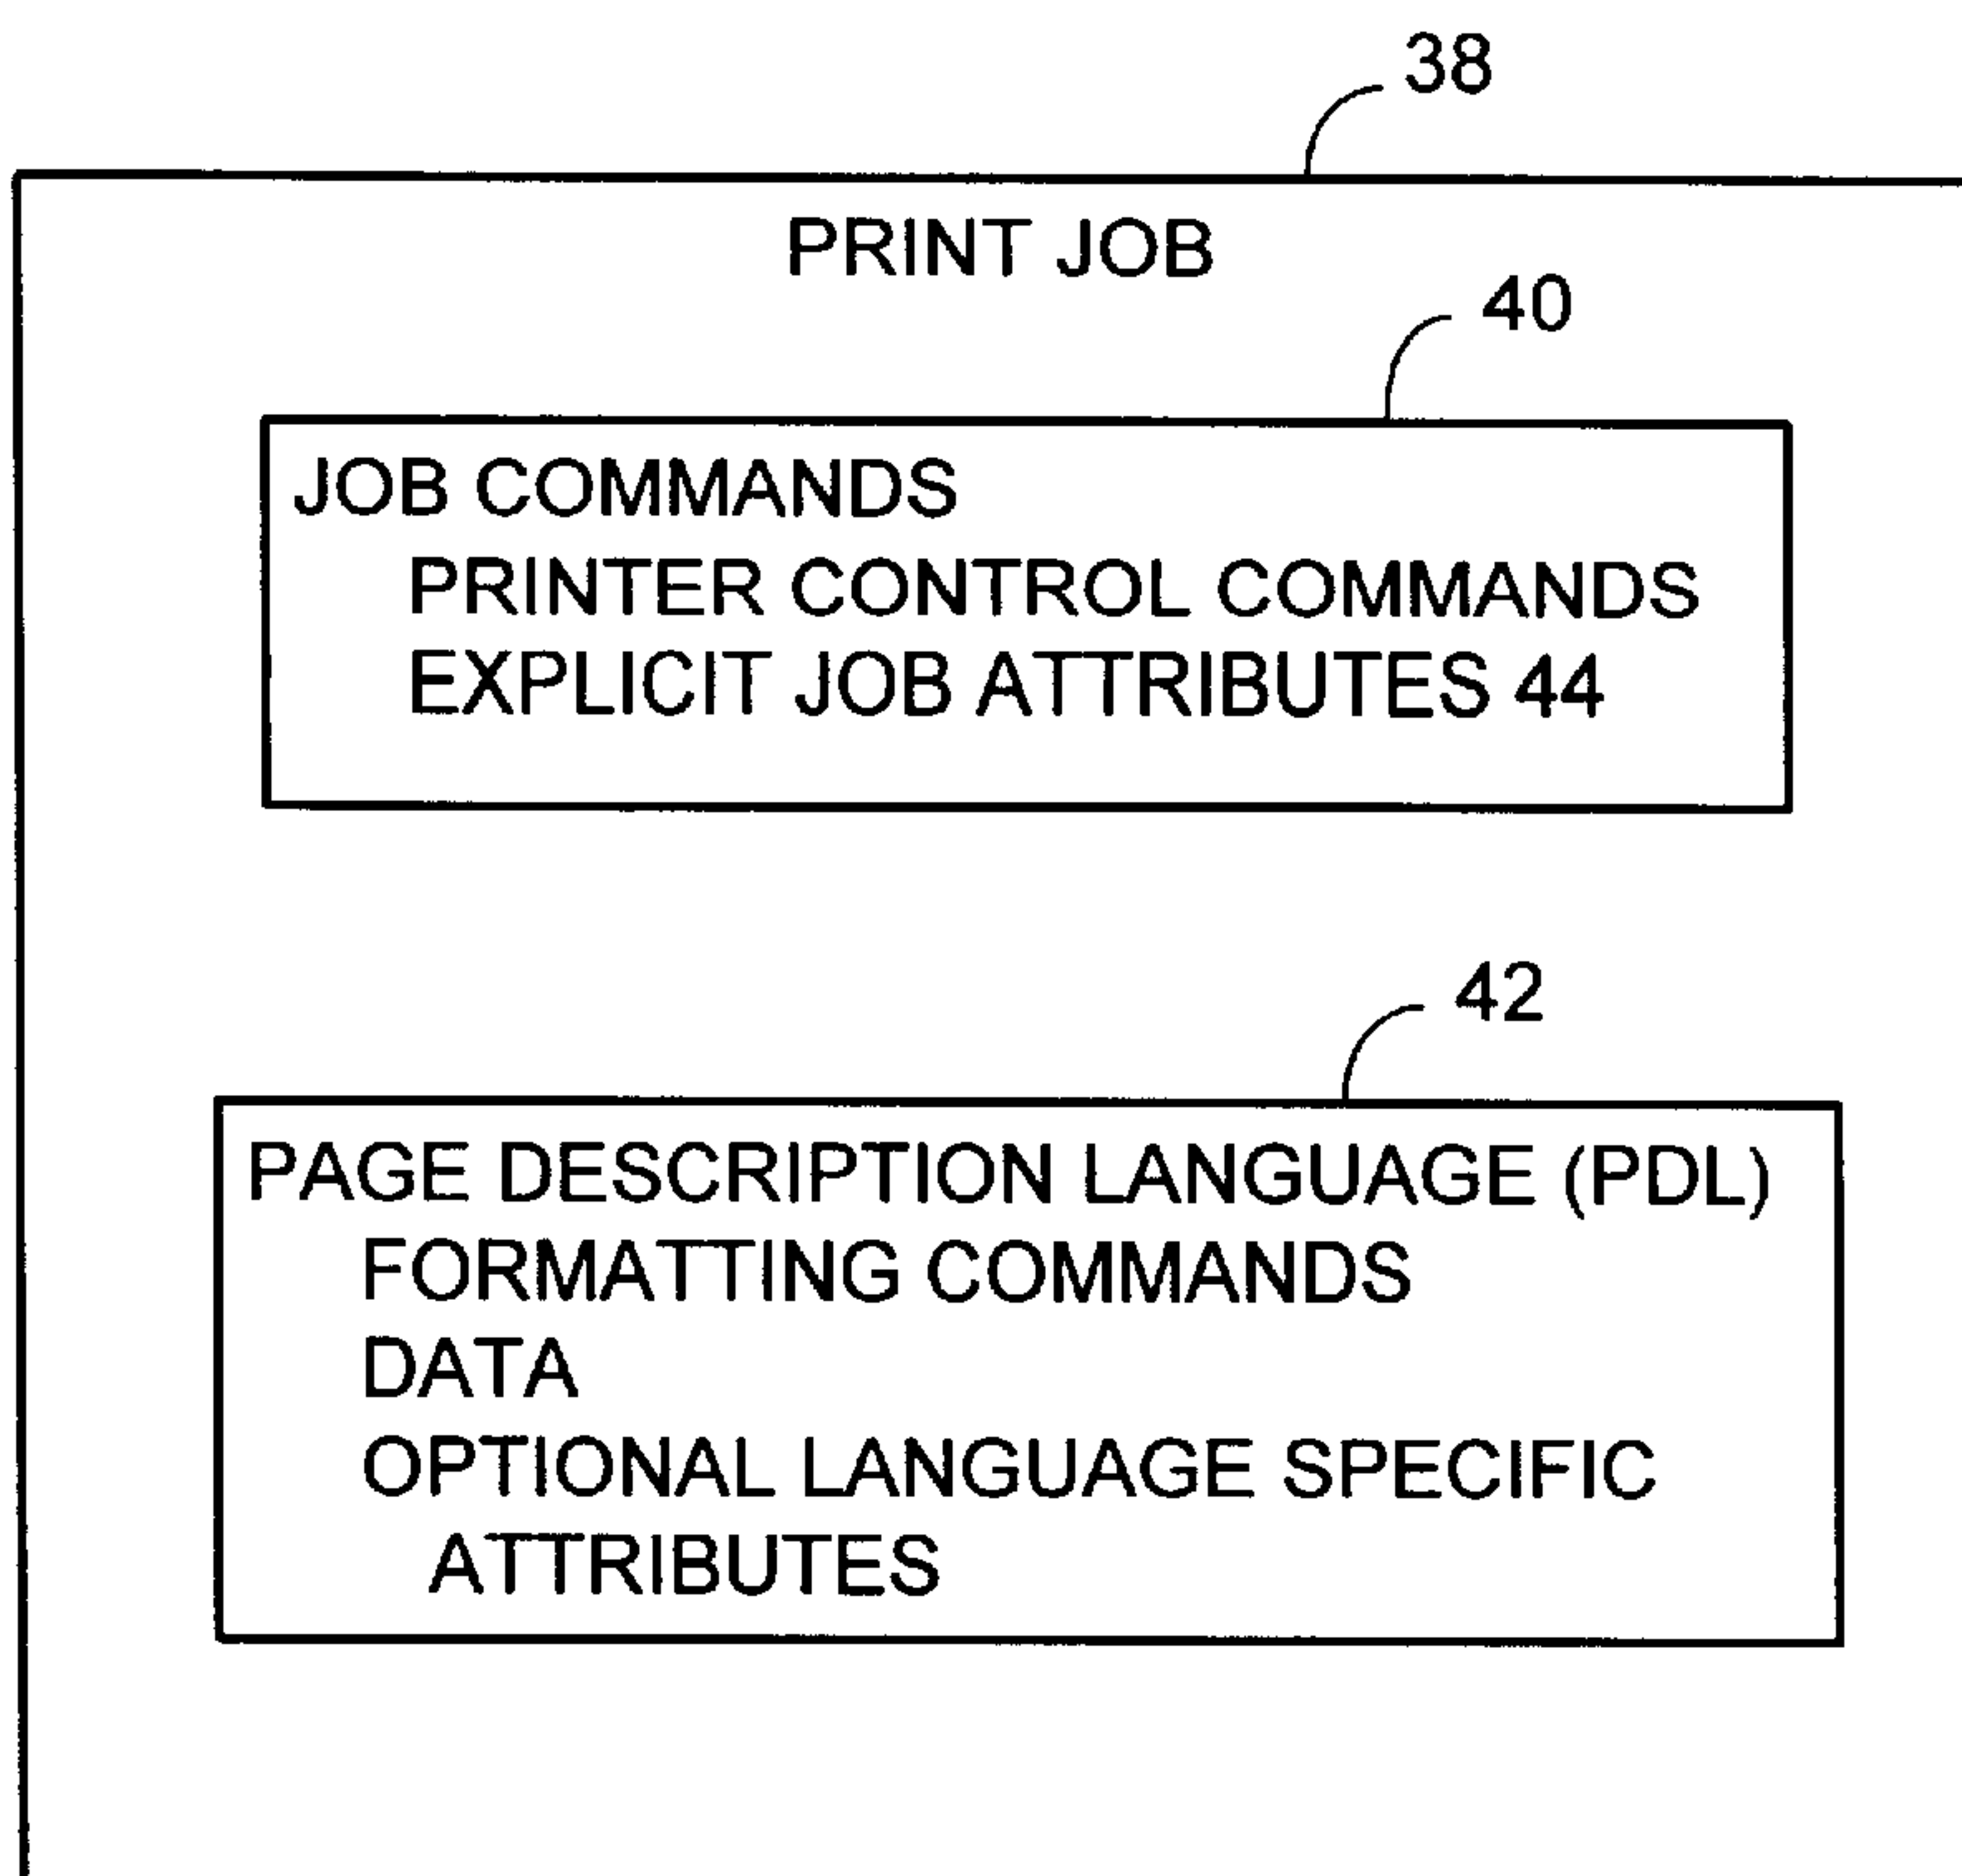 38
PRINT JOB
40
JOB COMMANDS
PRINTER CONTROL COMMANDS
EXPLICIT JOB ATTRIBUTES 44
42
PAGE DESCRIPTION LANGUAGE (PDL)
FORMATTING COMMANDS
DATA
OPTIONAL LANGUAGE SPECIFIC
ATTRIBUTES